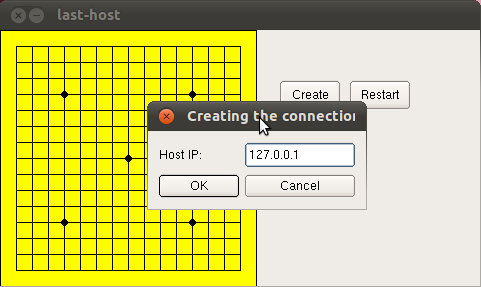 last-host
Create Restart
Creating the connection
Host IP: 127.0.0.1
OK Cancel